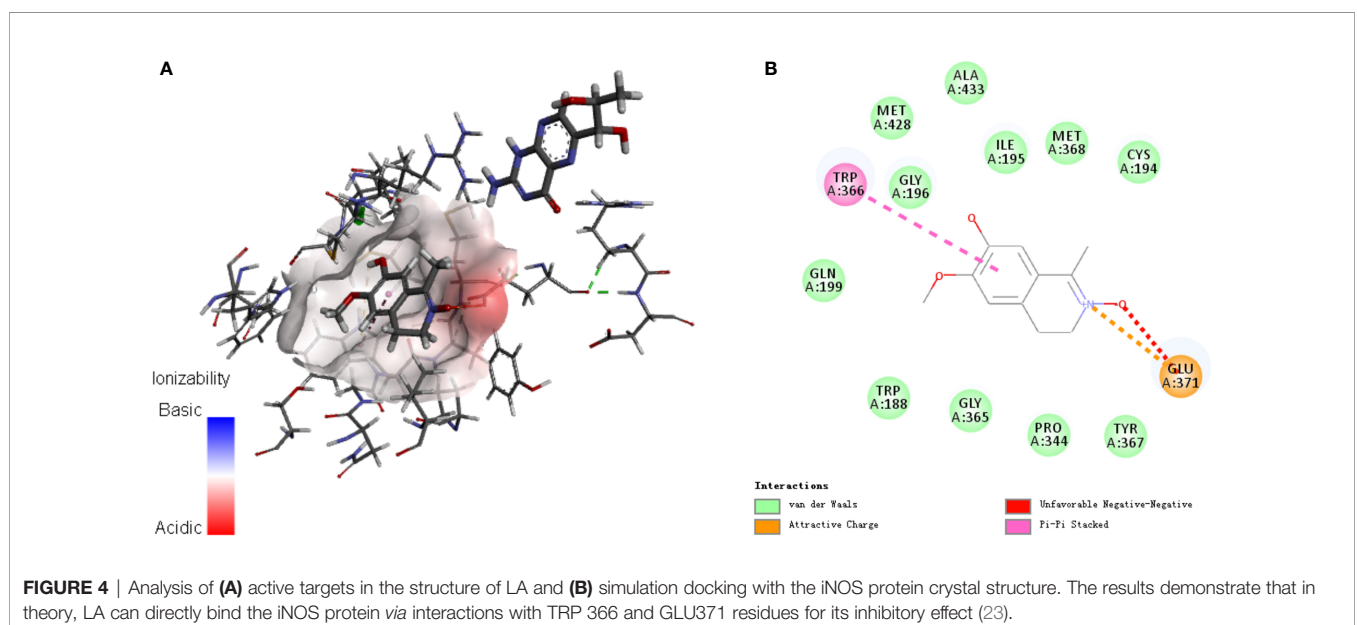 A
B
ALA
A:433
MET
A:428
ILE
A:195
MET
A:368
CYS
A:194
TRP
A:366
GLY
A:196
GLN
A:199
O
O
+N
O
GLU
A:371
TRP
A:188
GLY
A:365
PRO
A:344
TYR
A:367
Ionizability
Basic
Acidic
Interactions
van der Waals
Attractive Charge
Unfavorable Negative-Negative
Pi-Pi Stacked
FIGURE 4 | Analysis of (A) active targets in the structure of LA and (B) simulation docking with the iNOS protein crystal structure. The results demonstrate that in
theory, LA can directly bind the iNOS protein via interactions with TRP 366 and GLU371 residues for its inhibitory effect (23).